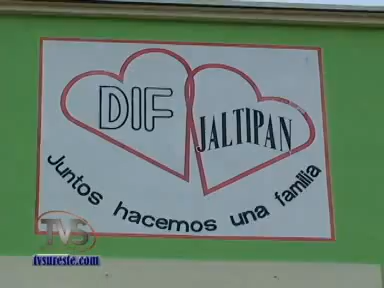 DIF
JALTIPAN
Juntos hacemos una familia
TVS
tvsureste.com